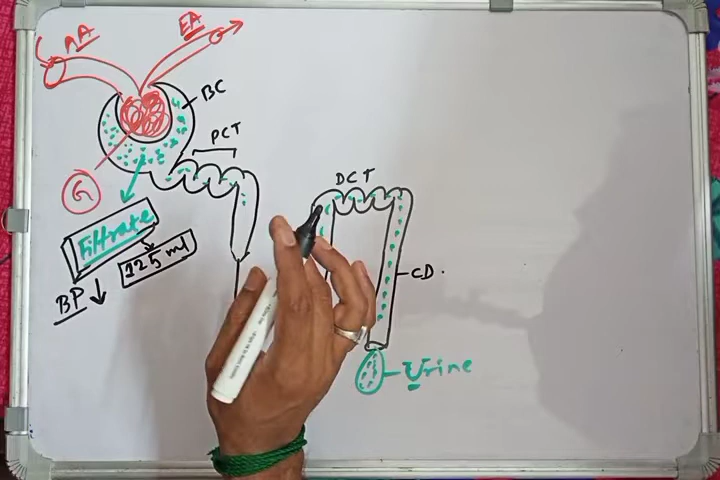 AA
EA
BC
PCT
G
Filtrate
125 ml
BP ↓
DCT
CD
Urine